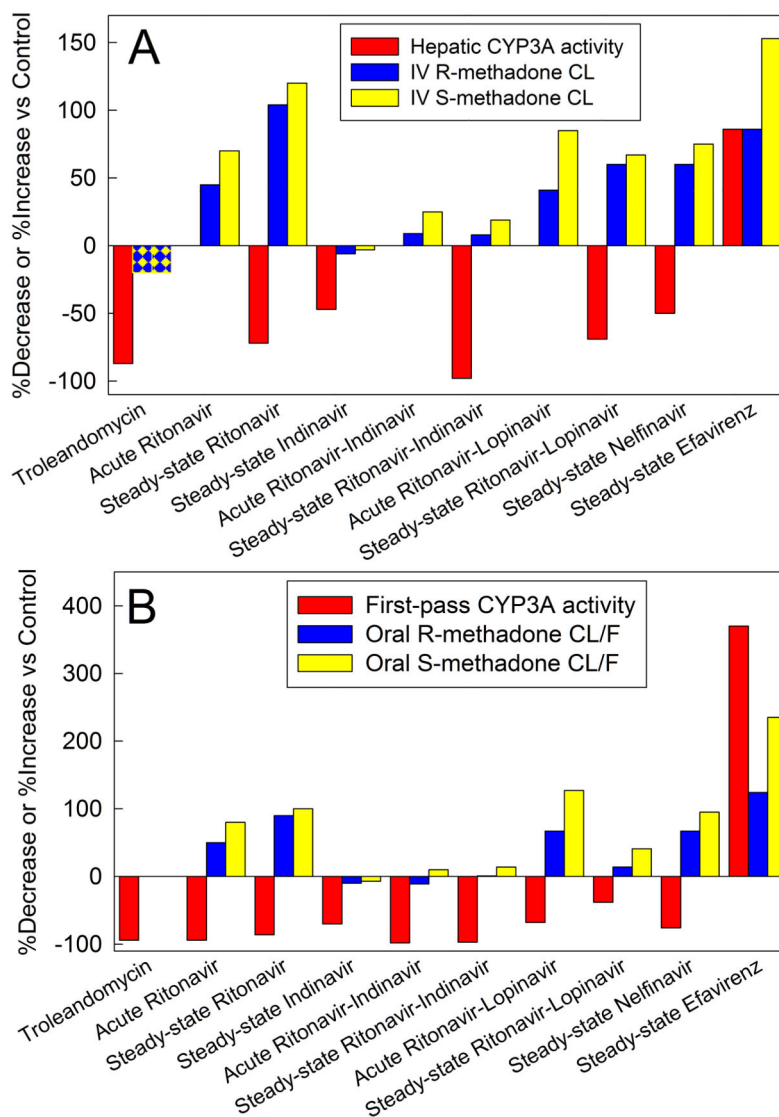 A
Hepatic CYP3A activity
IV R-methadone CL
IV S-methadone CL
%Decrease or %Increase vs Control
150
100
50
0
-50
-100
Troleandomycin
Acute Ritonavir
Steady-state Ritonavir
Steady-state Indinavir
Acute Ritonavir-Indinavir
Steady-state Ritonavir-Indinavir
Acute Ritonavir-Lopinavir
Steady-state Ritonavir-Lopinavir
Steady-state Nelfinavir
Steady-state Efavirenz
B
First-pass CYP3A activity
Oral R-methadone CL/F
Oral S-methadone CL/F
%Decrease or %Increase vs Control
400
300
200
100
0
-100
Troleandomycin
Acute Ritonavir
Steady-state Ritonavir
Steady-state Indinavir
Acute Ritonavir-Indinavir
Steady-state Ritonavir-Indinavir
Acute Ritonavir-Lopinavir
Steady-state Ritonavir-Lopinavir
Steady-state Nelfinavir
Steady-state Efavirenz